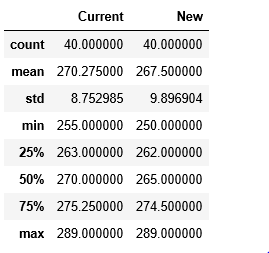 Current New
count 40.000000 40.000000
mean 270.275000 267.500000
std 8.752985 9.896904
min 255.000000 250.000000
25% 263.000000 262.000000
50% 270.000000 265.000000
75% 275.250000 274.500000
max 289.000000 289.000000